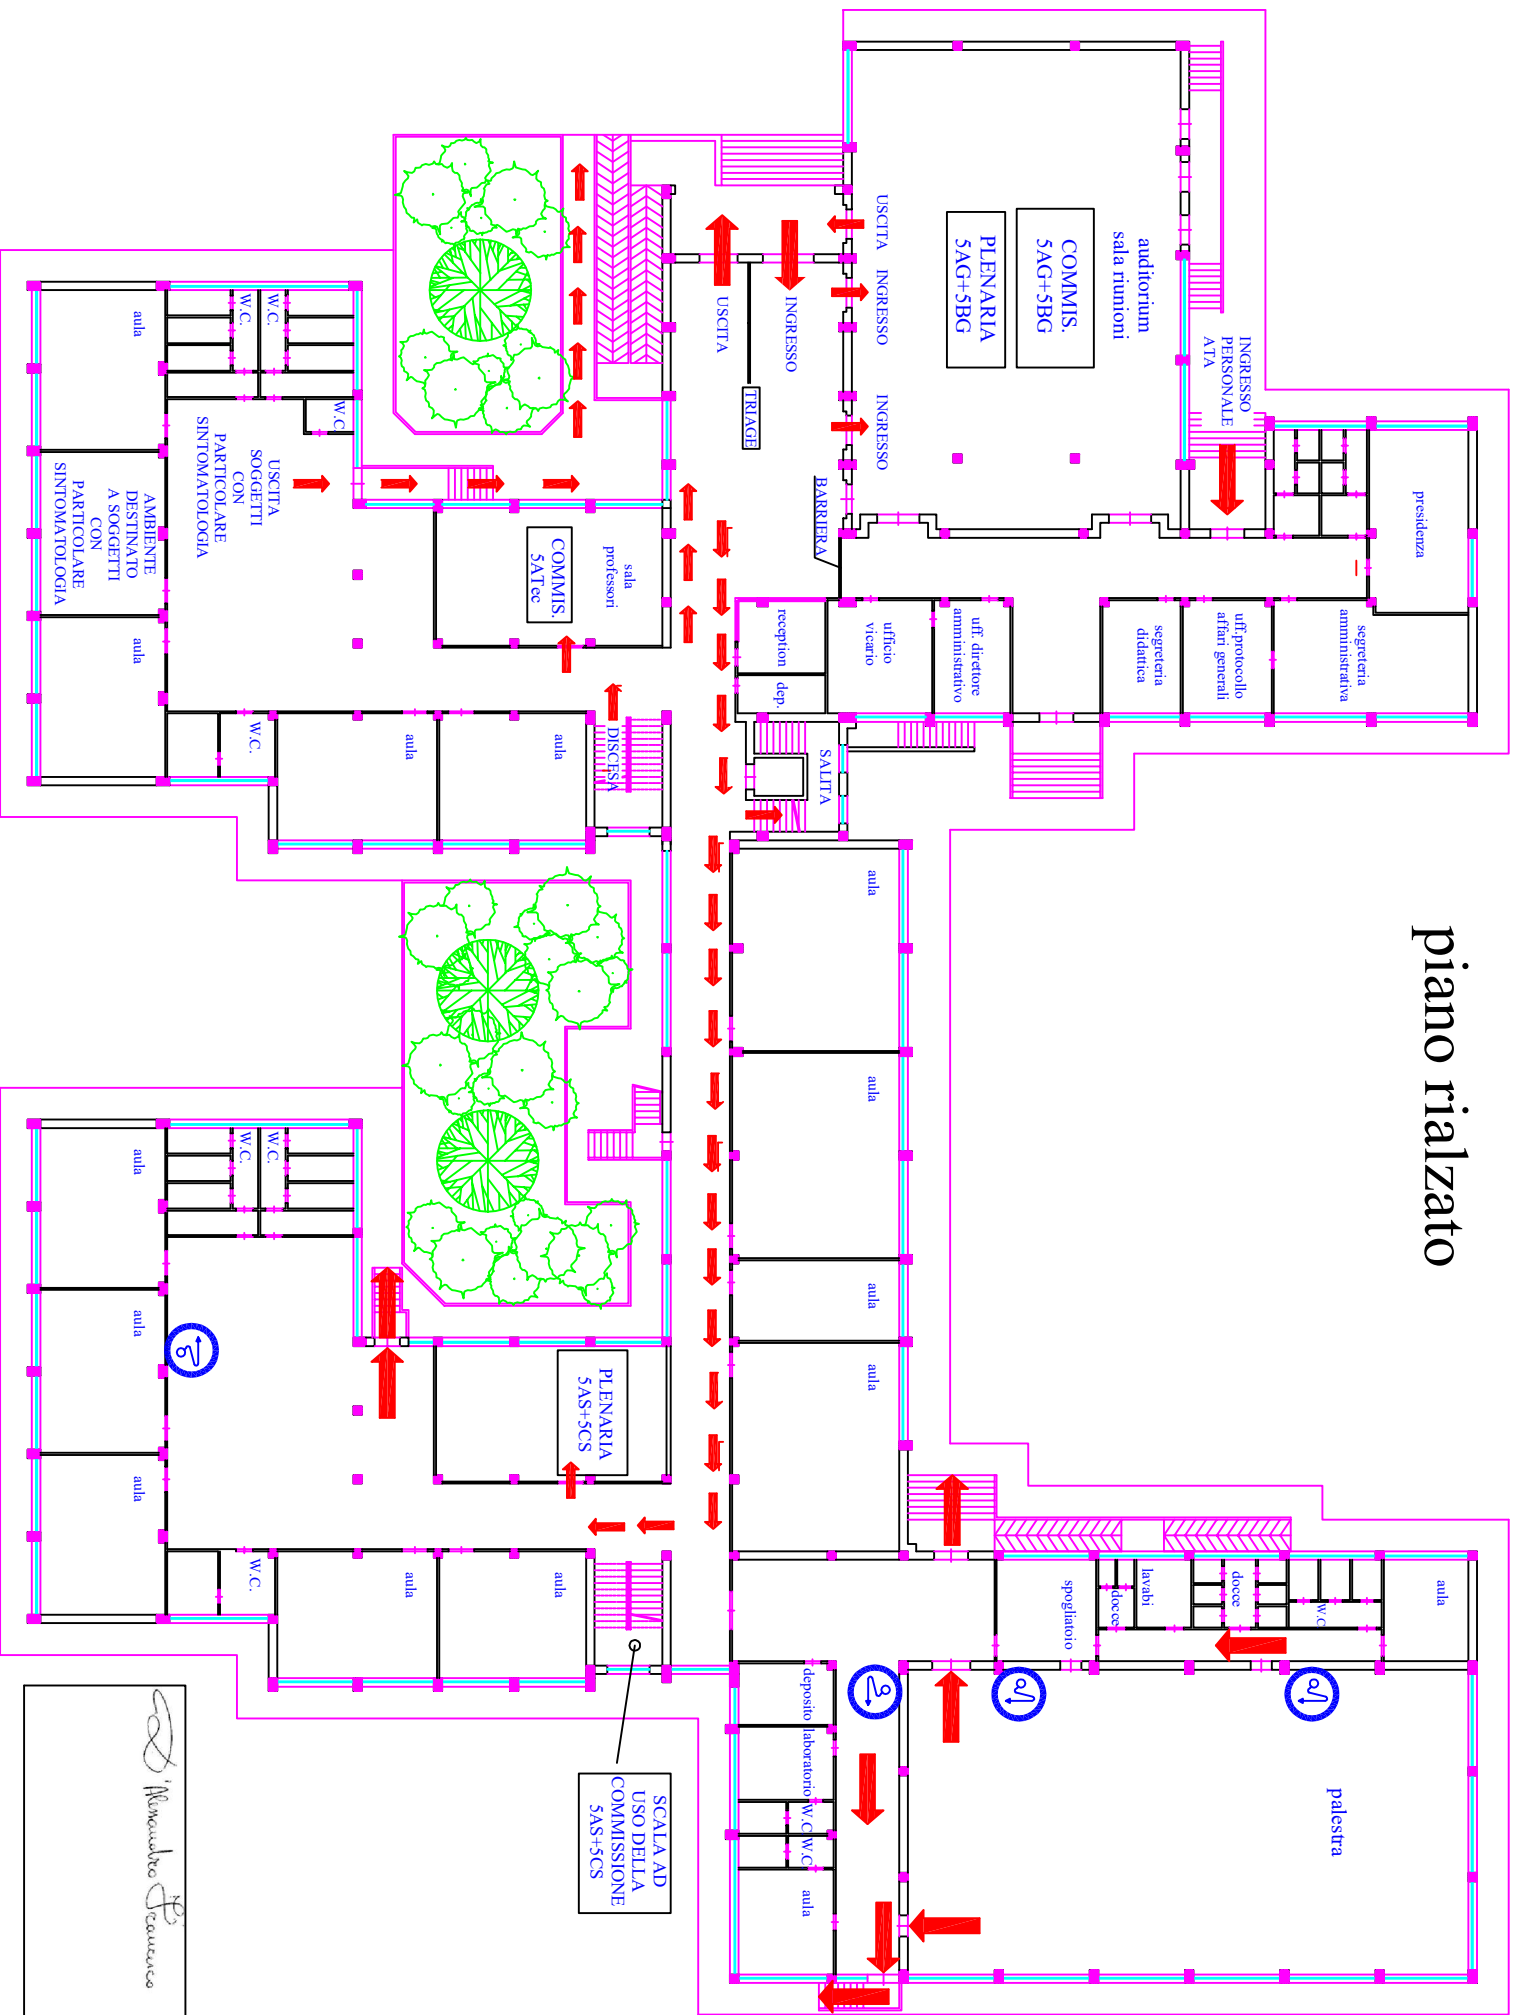 piano rialzato
presidenza
segreteria
amministrativa
uff.protocollo
affari generali
segreteria
didattica
uff. direttore
amministrativo
ufficio
vicario
reception
dep.
INGRESSO
PERSONALE
ATA
auditorium
sala riunioni
COMMIS.
5AG+5BG
PLENARIA
5AG+5BG
USCITA
INGRESSO
INGRESSO
INGRESSO
USCITA
TRIAGE
BARRIERA
SALITA
DISCESA
sala
professori
COMMIS.
5ATec
aula
W.C.
W.C.
W.C
USCITA
SOGGETTI
CON
PARTICOLARE
SINTOMATOLOGIA
AMBIENTE
DESTINATO
A SOGGETTI
CON
PARTICOLARE
SINTOMATOLOGIA
aula
W.C.
aula
aula
aula
aula
aula
aula
PLENARIA
5AS+5CS
W.C.
W.C.
aula
aula
aula
W.C.
aula
aula
SCALA AD
USO DELLA
COMMISSIONE
5AS+5CS
aula
W.C
docce
lavabi
docce
spogliatoio
palestra
deposito
laboratorio
W.C
W.C
aula